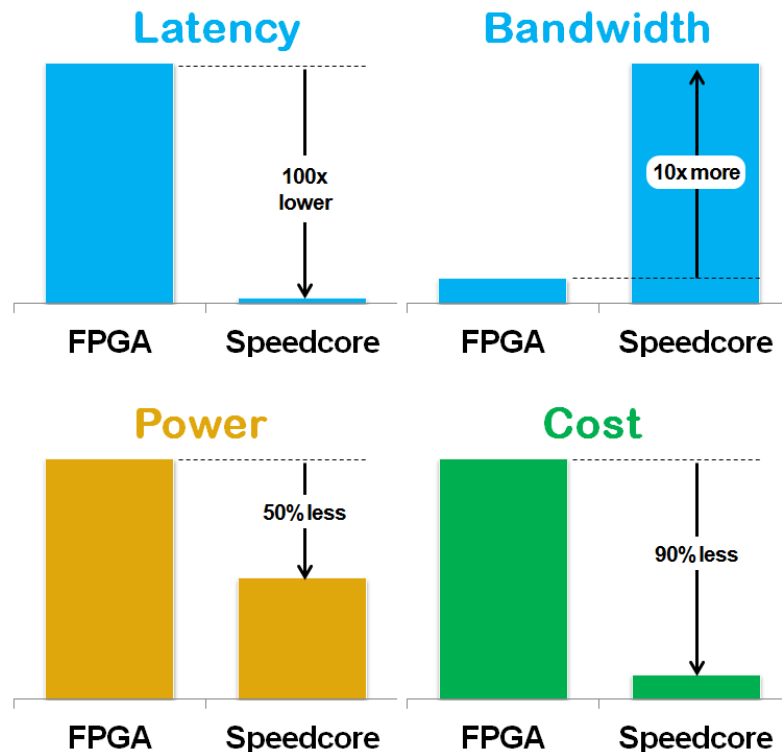 Latency
Bandwidth
100x
lower
10x more
FPGA
Speedcore
FPGA
Speedcore
Power
Cost
50% less
90% less
FPGA
Speedcore
FPGA
Speedcore